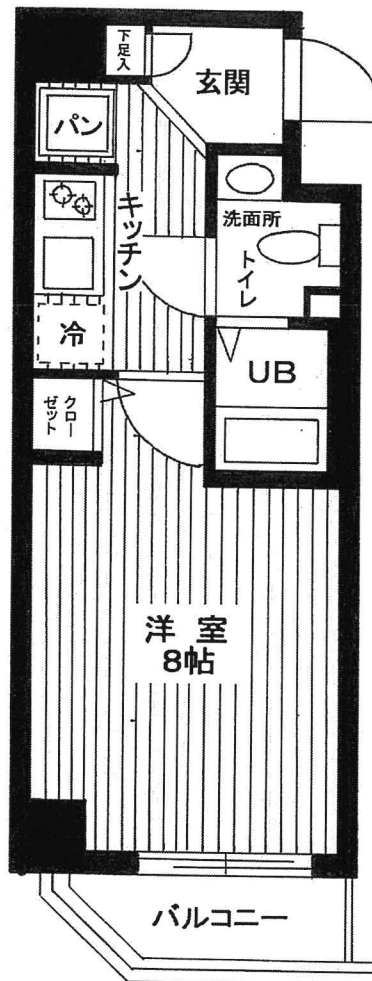 下足入
玄関
パン
キッチン
洗面所
トイレ
冷
UB
クロー
ゼット
洋 室
8帖
バルコニー